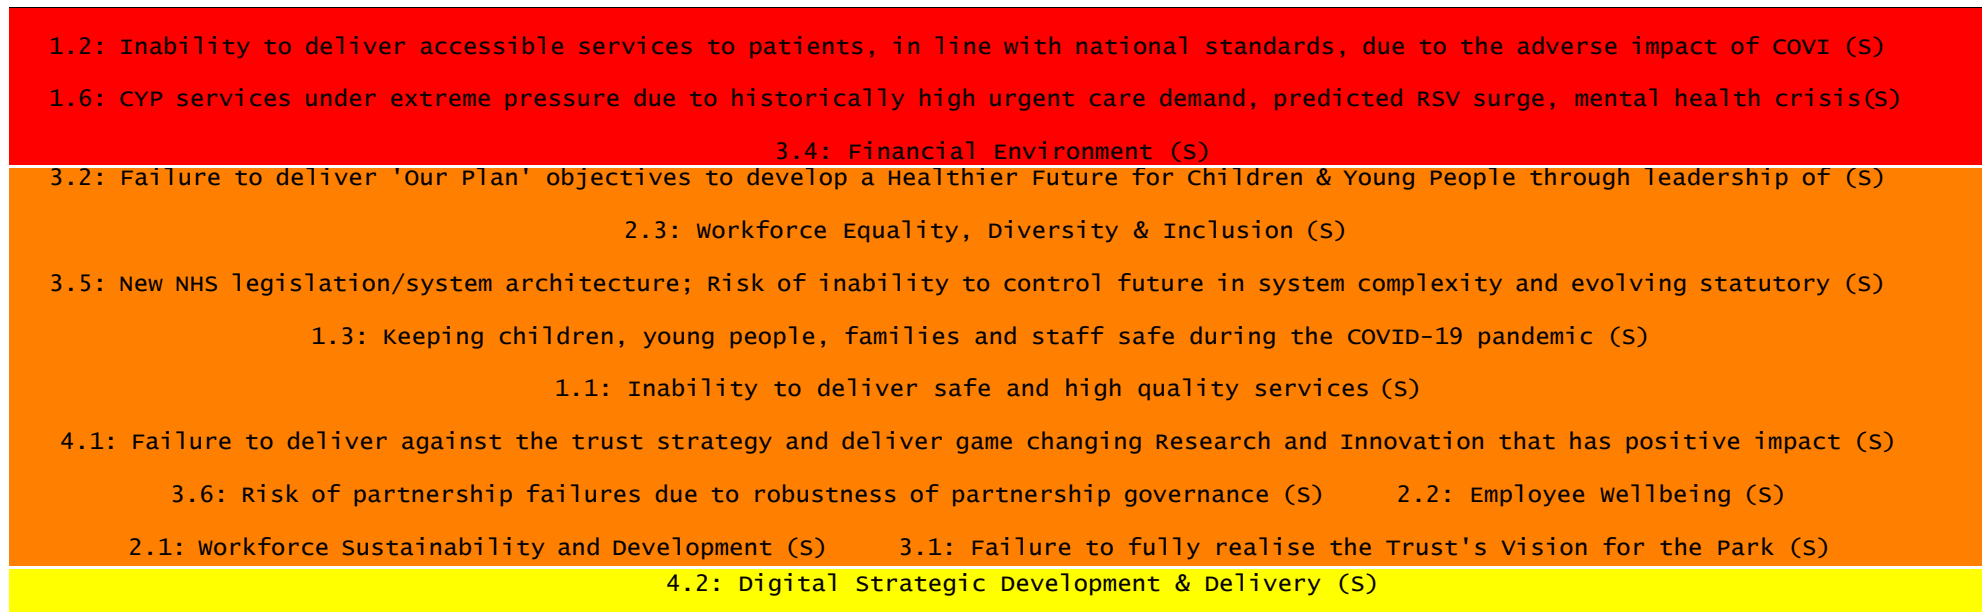 1.2: Inability to deliver accessible services to patients, in line with national standards, due to the adverse impact of COVI (S)
1.6: CYP services under extreme pressure due to historically high urgent care demand, predicted RSV surge, mental health crisis(S)
3.4: Financial Environment (S)
3.2: Failure to deliver 'Our Plan' objectives to develop a Healthier Future for Children & Young People through leadership of (S)
2.3: Workforce Equality, Diversity & Inclusion (S)
3.5: New NHS legislation/system architecture; Risk of inability to control future in system complexity and evolving statutory (S)
1.3: Keeping children, young people, families and staff safe during the COVID-19 pandemic (S)
1.1: Inability to deliver safe and high quality services (S)
4.1: Failure to deliver against the trust strategy and deliver game changing Research and Innovation that has positive impact (S)
3.6: Risk of partnership failures due to robustness of partnership governance (S) 2.2: Employee Wellbeing (S)
2.1: Workforce Sustainability and Development (S) 3.1: Failure to fully realise the Trust's Vision for the Park (S)
4.2: Digital Strategic Development & Delivery (S)